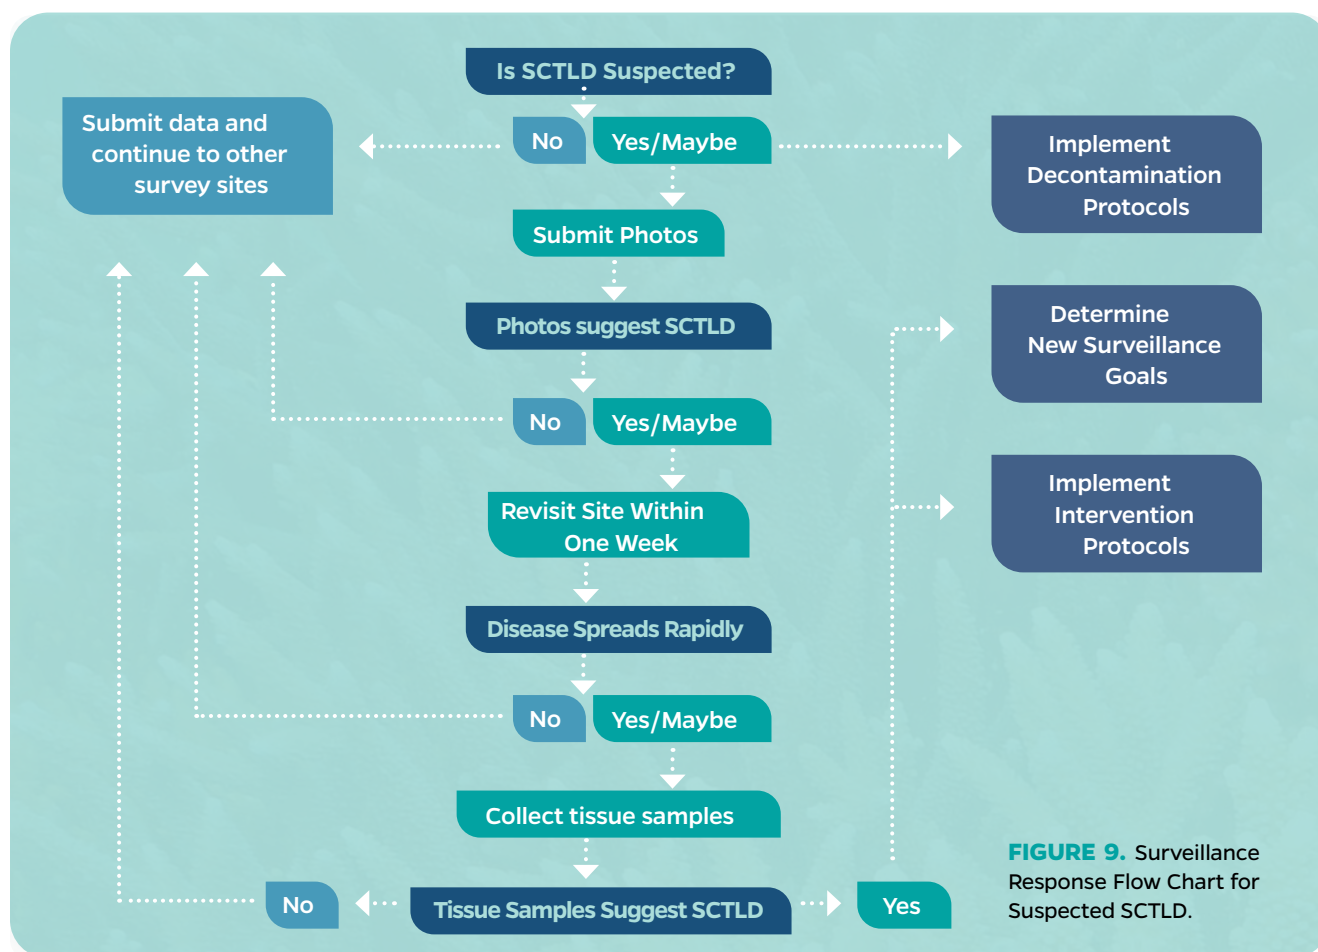 Is SCTLD Suspected?
Submit data and
continue to other
survey sites
No
Yes/Maybe
Implement
Decontamination
Protocols
Submit Photos
Photos suggest SCTLD
Determine
New Surveillance
Goals
No
Yes/Maybe
Revisit Site Within
One Week
Implement
Intervention
Protocols
Disease Spreads Rapidly
No
Yes/Maybe
Collect tissue samples
Tissue Samples Suggest SCTLD
No
Yes
FIGURE 9. Surveillance
Response Flow Chart for
Suspected SCTLD.